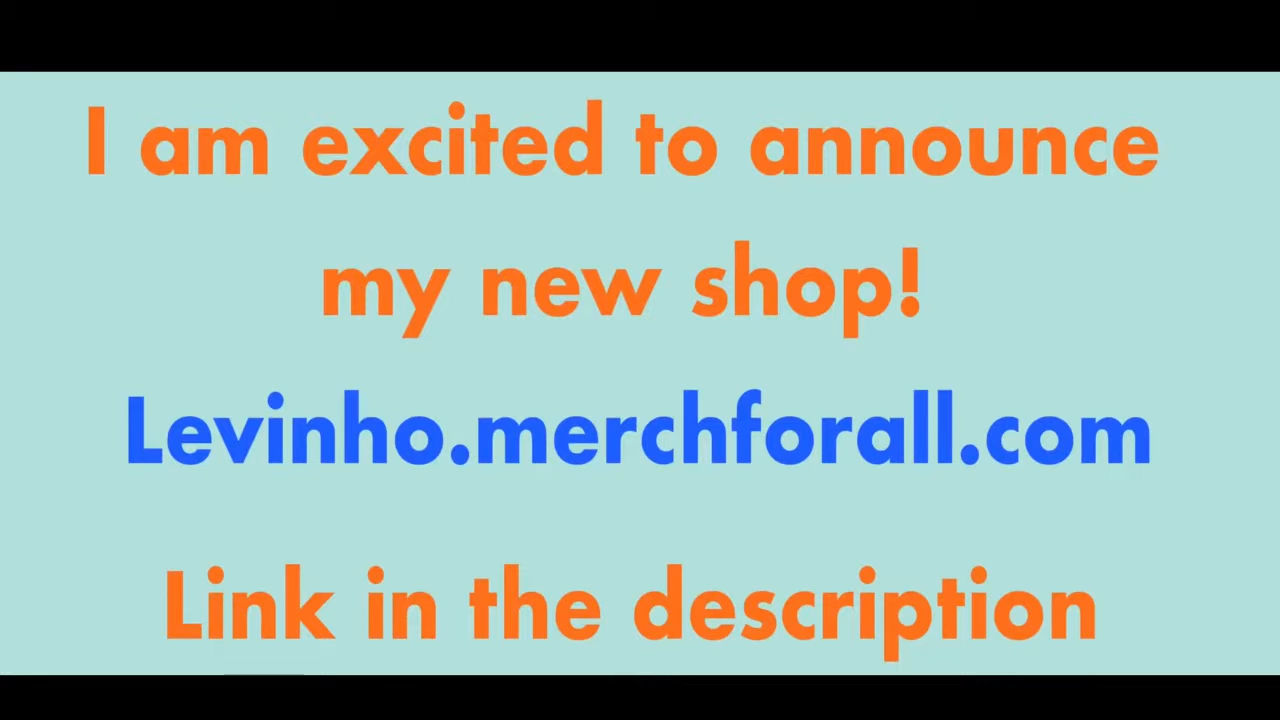 I am excited to announce
my new shop!
Levinho.merchforall.com
Link in the description